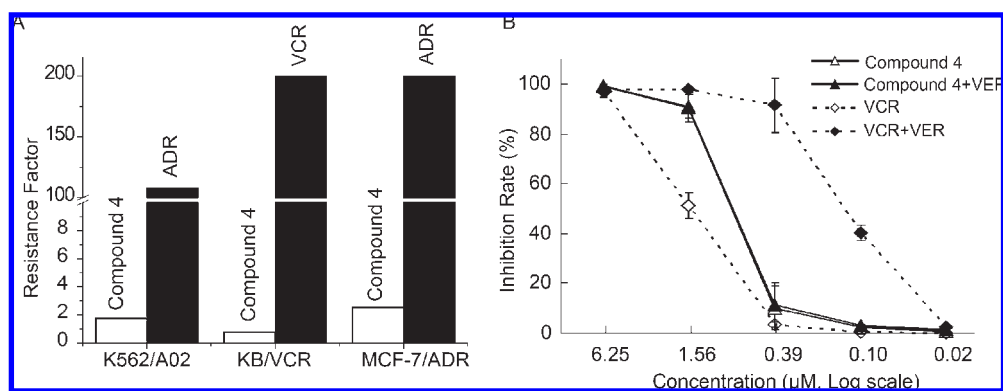 A
Resistance Factor
200
150
100
8
6
4
2
0
Compound 4
ADR
Compound 4
VCR
Compound 4
ADR
K562/A02
KB/VCR
MCF-7/ADR
B
Inhibition Rate (%)
100
80
60
40
20
0
Compound 4
Compound 4+VER
VCR
VCR+VER
6.25
1.56
0.39
0.10
0.02
Concentration (µM, Log scale)